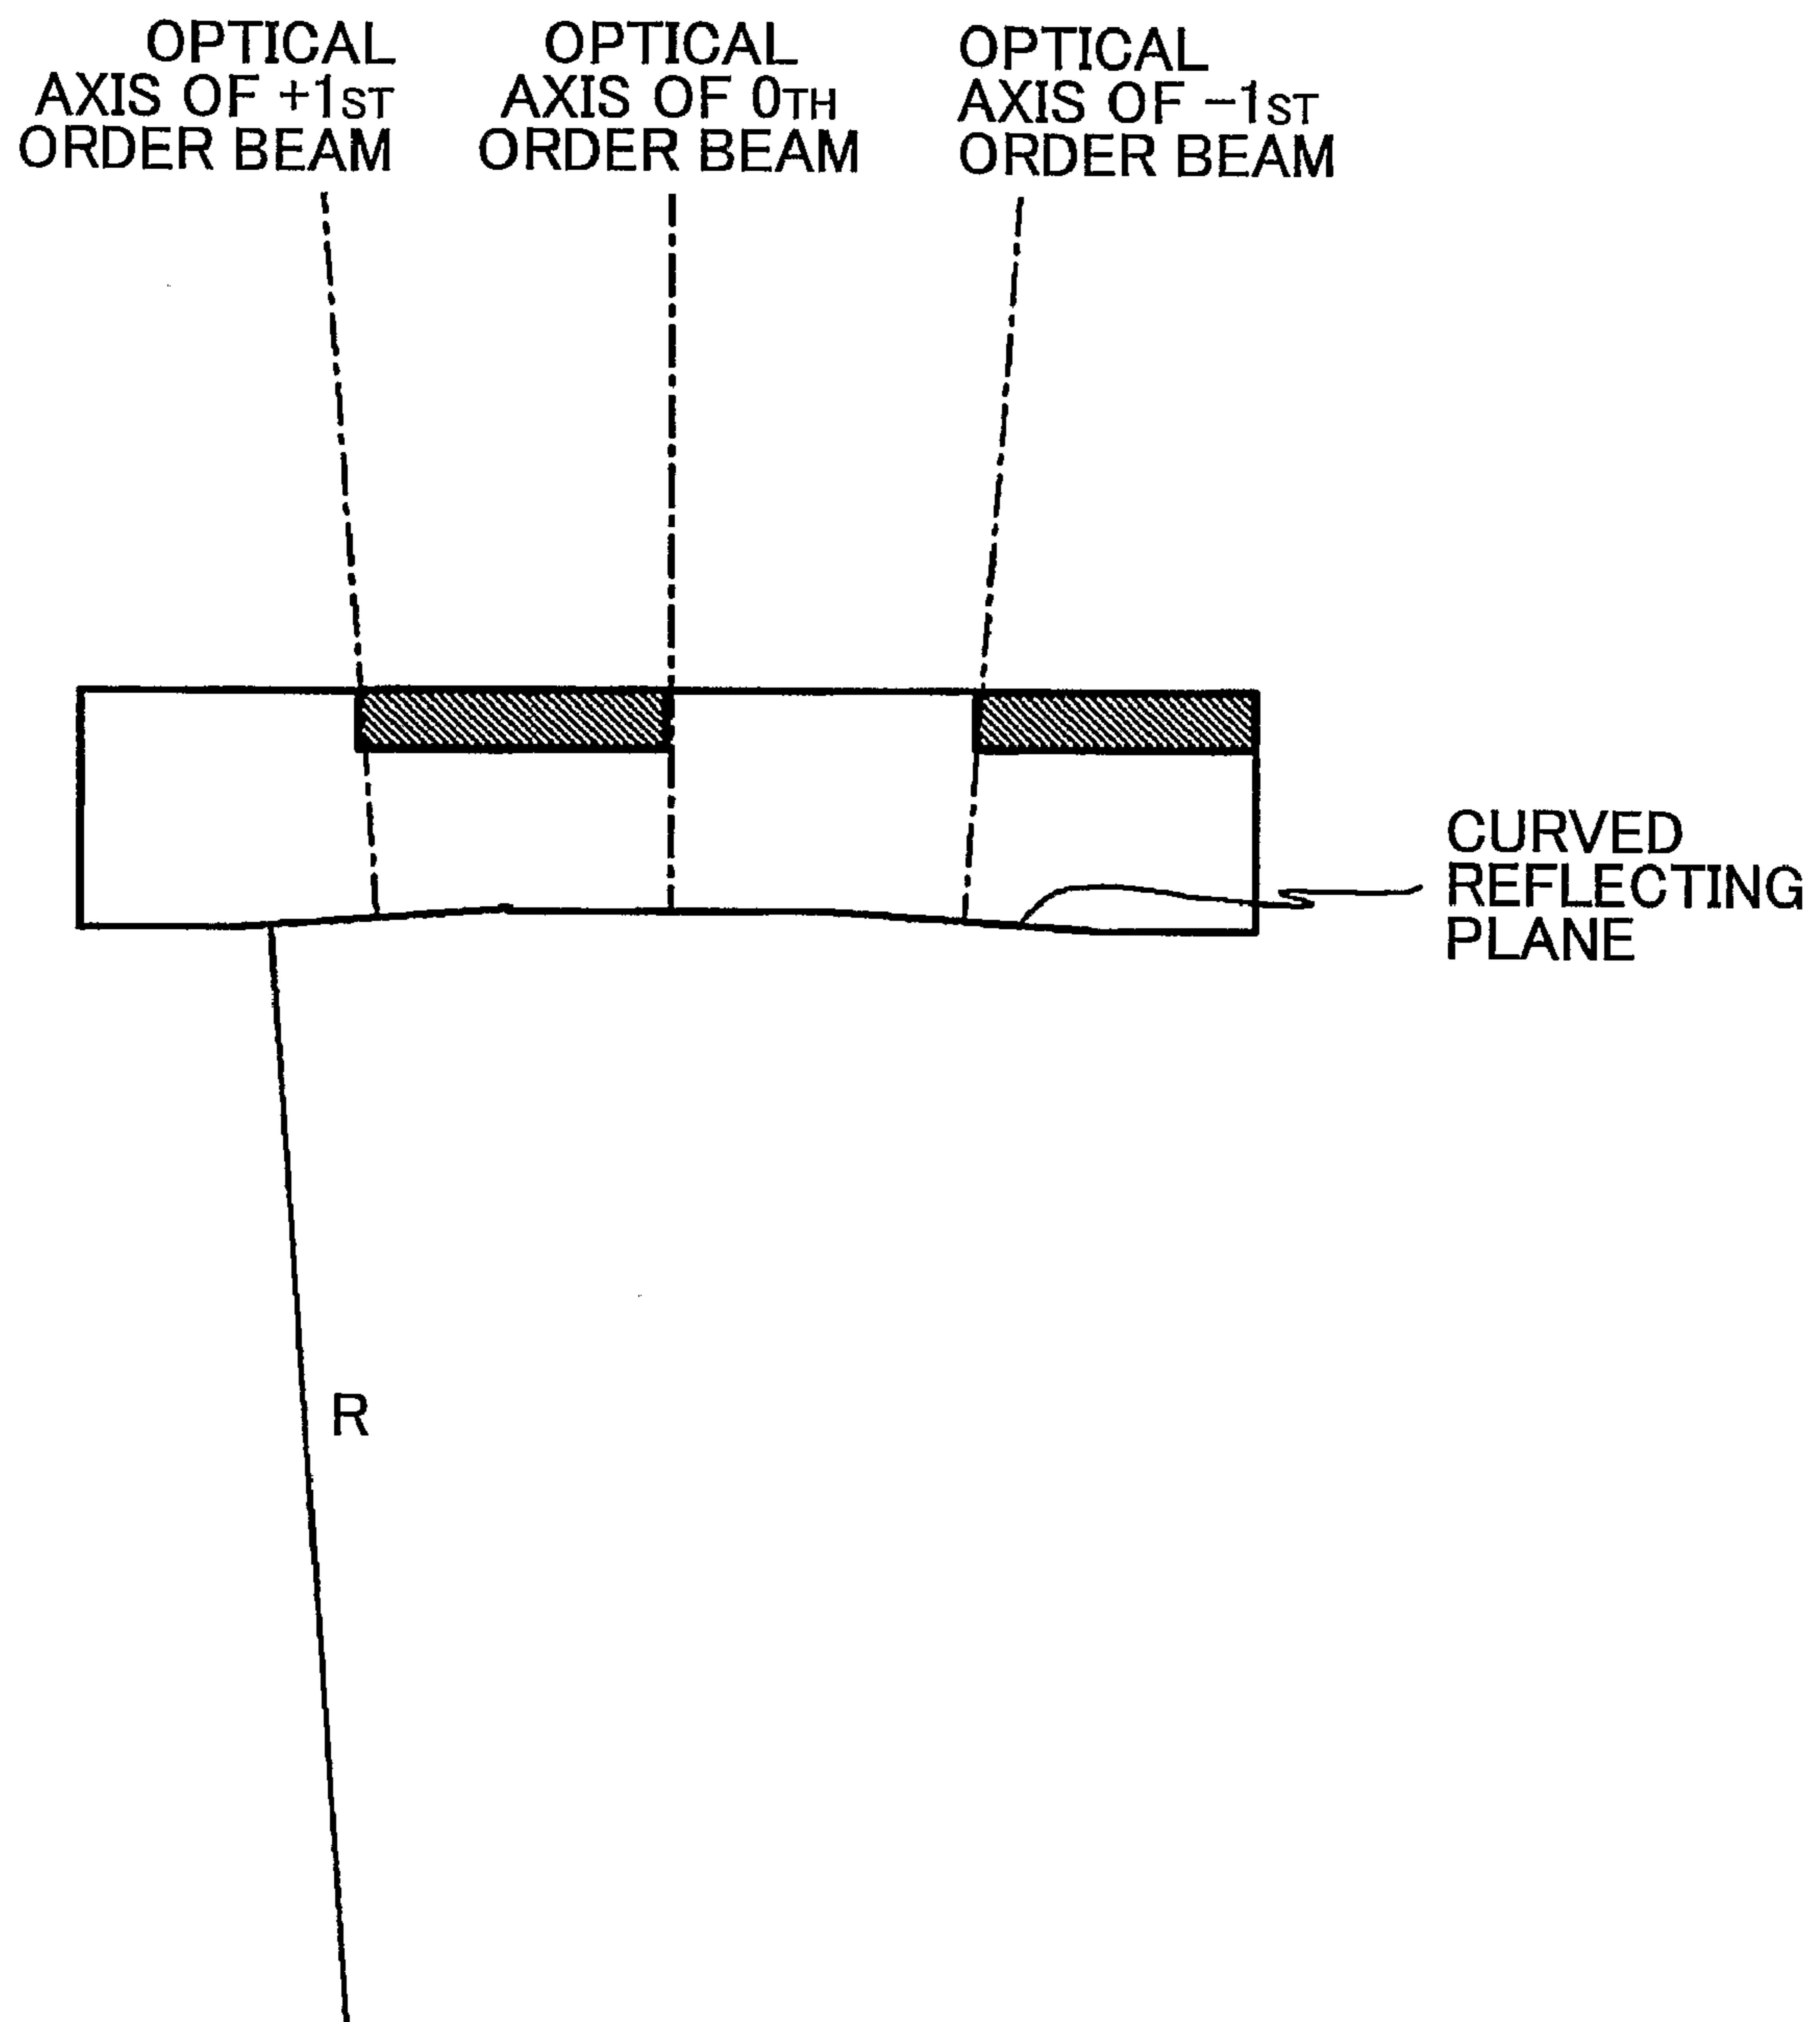 OPTICAL
AXIS OF +1ST
ORDER BEAM
OPTICAL
AXIS OF 0TH
ORDER BEAM
OPTICAL
AXIS OF −1ST
ORDER BEAM
CURVED
REFLECTING
PLANE
R